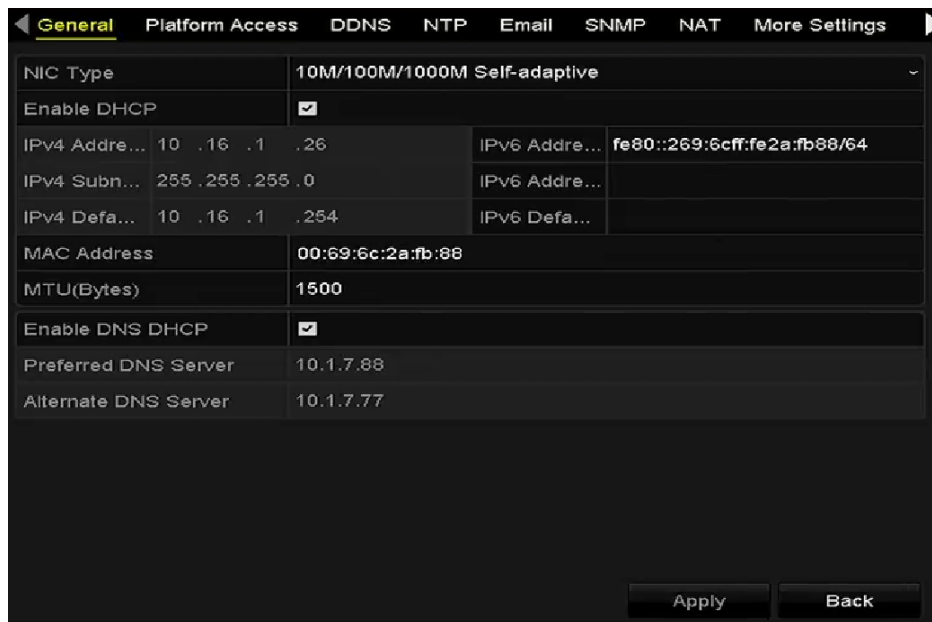 General Platform Access DDNS NTP Email SNMP NAT More Settings
NIC Type 10M/100M/1000M Self-adaptive
Enable DHCP
IPv4 Addre... 10 .16 .1 .26 IPv6 Addre... fe80::269:6cff:fe2a:fb88/64
IPv4 Subn... 255.255.255.0 IPv6 Addre...
IPv4 Defa... 10 .16 .1 .254 IPv6 Defa...
MAC Address 00:69:6c:2a:fb:88
MTU(Bytes) 1500
Enable DNS DHCP
Preferred DNS Server 10.1.7.88
Alternate DNS Server 10.1.7.77
Apply Back